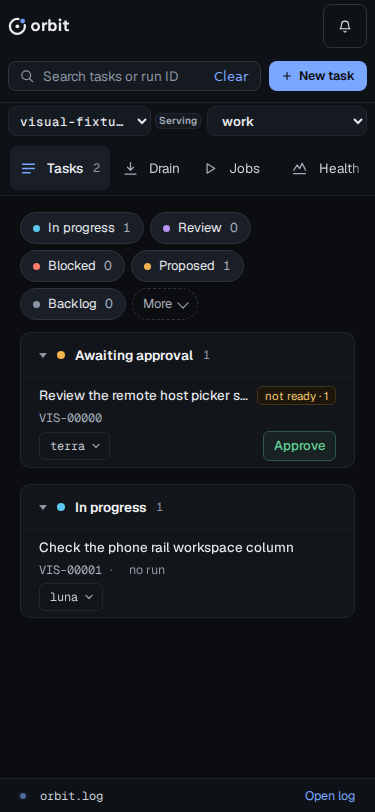 orbit
Search tasks or run ID Clear
+ New task
visual-fixtu… Serving work
Tasks 2 Drain Jobs Health
In progress 1 Review 0
Blocked 0 Proposed 1
Backlog 0 More
Awaiting approval 1
Review the remote host picker s… not ready · 1
VIS-00000
terra Approve
In progress 1
Check the phone rail workspace column
VIS-00001 · no run
luna
orbit.log Open log